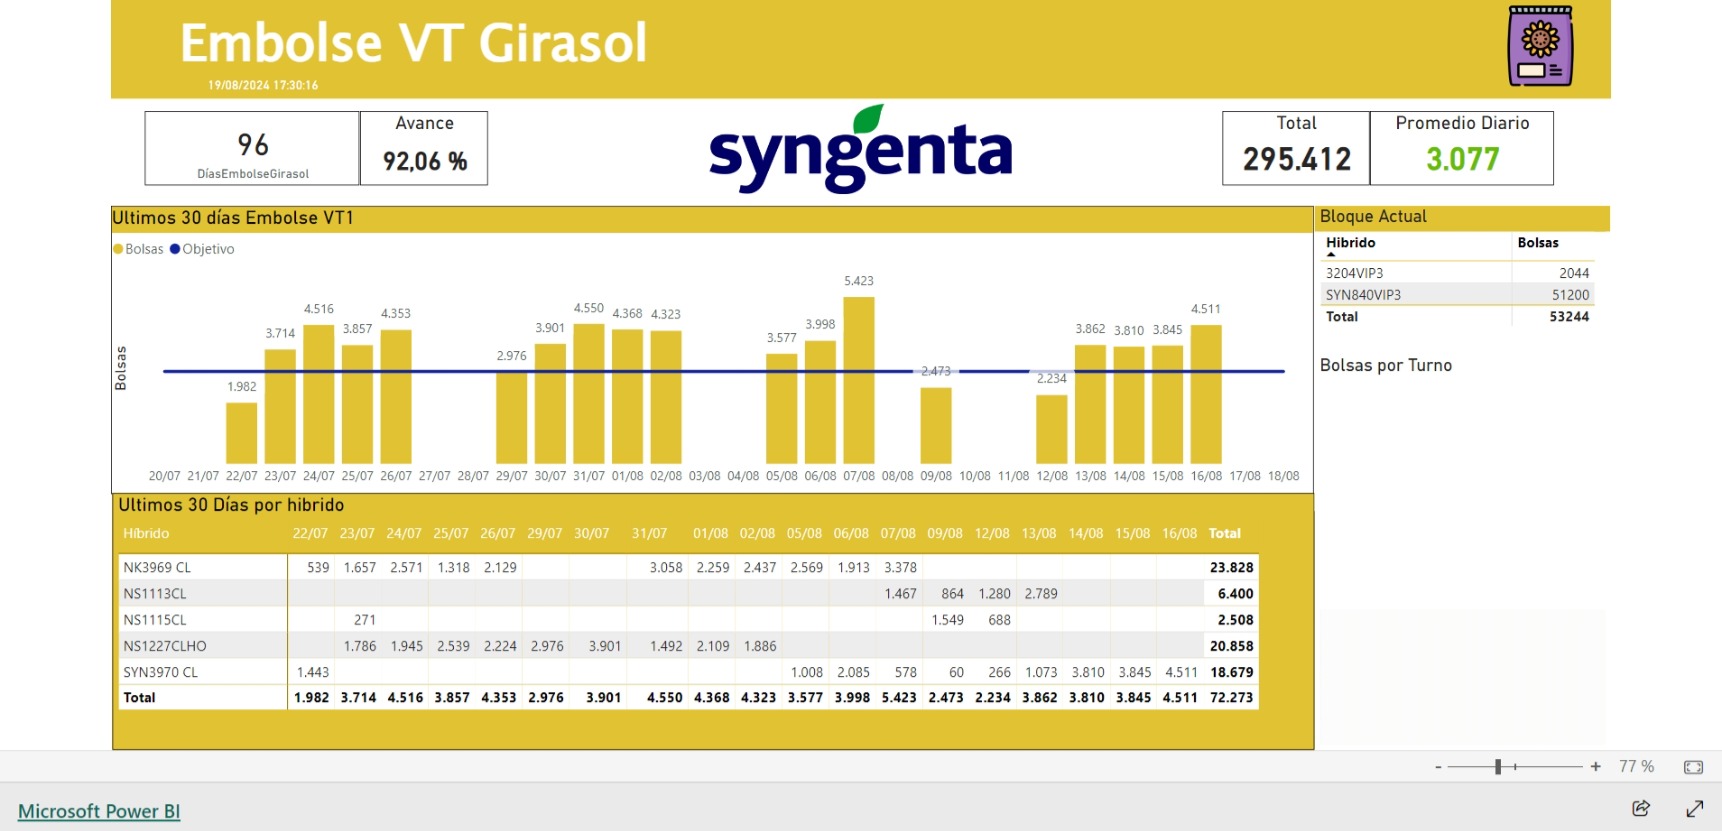 Embolse VT Girasol
19/08/2024 17:30:16
96
DíasEmbolseGirasol
Avance
92,06 %
syngenta
Total
295.412
Promedio Diario
3.077
Ultimos 30 días Embolse VT1
Bolsas Objetivo
Bolsas
1.982 3.714 4.516 3.857 4.353 2.976 3.901 4.550 4.368 4.323 3.577 3.998 5.423 2.473 2.234 3.862 3.810 3.845 4.511
20/07 21/07 22/07 23/07 24/07 25/07 26/07 27/07 28/07 29/07 30/07 31/07 01/08 02/08 03/08 04/08 05/08 06/08 07/08 08/08 09/08 10/08 11/08 12/08 13/08 14/08 15/08 16/08 17/08 18/08
Bloque Actual
Hibrido Bolsas
3204VIP3 2044
SYN840VIP3 51200
Total 53244
Bolsas por Turno
Ultimos 30 Días por hibrido
Híbrido 22/07 23/07 24/07 25/07 26/07 29/07 30/07 31/07 01/08 02/08 05/08 06/08 07/08 09/08 12/08 13/08 14/08 15/08 16/08 Total
NK3969 CL 539 1.657 2.571 1.318 2.129 3.058 2.259 2.437 2.569 1.913 3.378 23.828
NS1113CL 1.467 864 1.280 2.789 6.400
NS1115CL 271 1.549 688 2.508
NS1227CLHO 1.786 1.945 2.539 2.224 2.976 3.901 1.492 2.109 1.886 20.858
SYN3970 CL 1.443 1.008 2.085 578 60 266 1.073 3.810 3.845 4.511 18.679
Total 1.982 3.714 4.516 3.857 4.353 2.976 3.901 4.550 4.368 4.323 3.577 3.998 5.423 2.473 2.234 3.862 3.810 3.845 4.511 72.273
- + 77 %
Microsoft Power BI